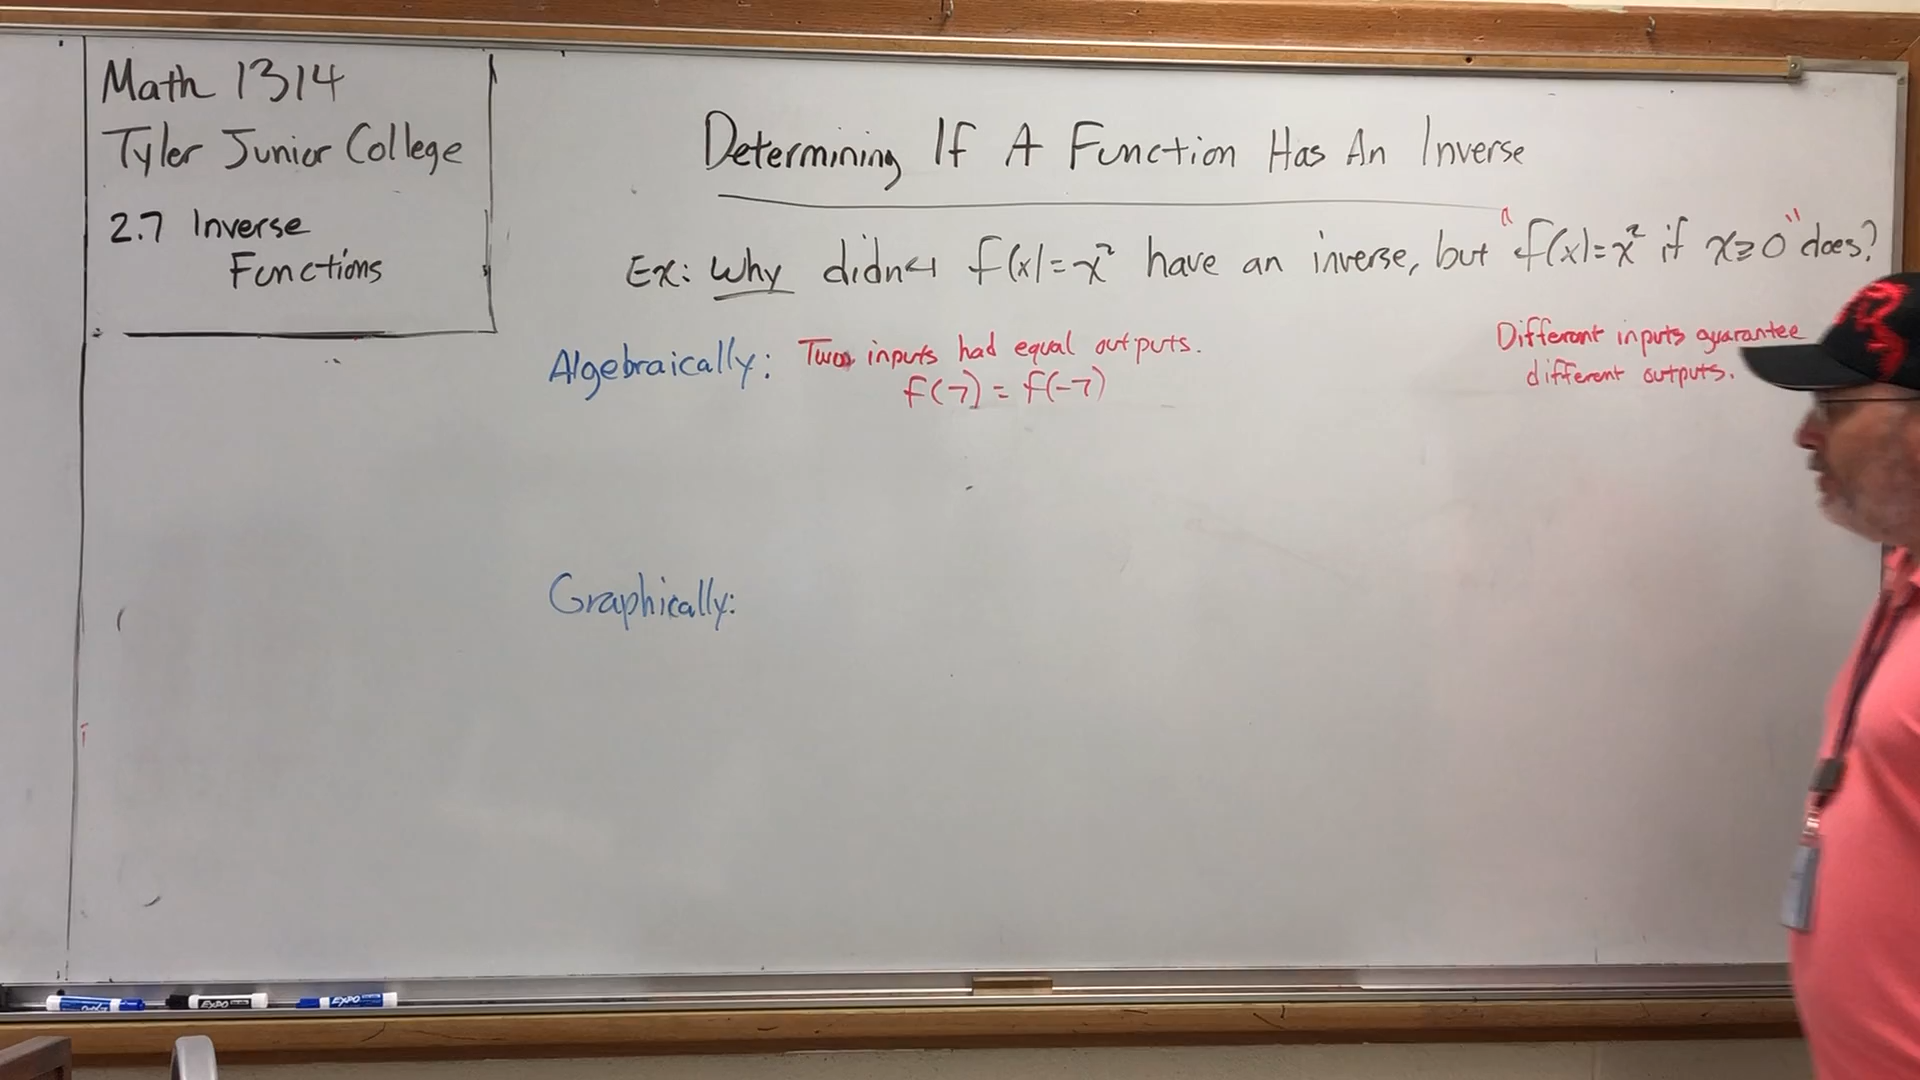 Math 1314
Tyler Junior College
2.7 Inverse
Functions
Determining If A Function Has An Inverse
Ex: Why didn't f(x)=x² have an inverse, but "f(x)=x² if x≥0" does?
Algebraically: Two inputs had equal outputs.
f(7) = f(-7)
Different inputs guarantee
different outputs.
Graphically:
EXPO
EXPO